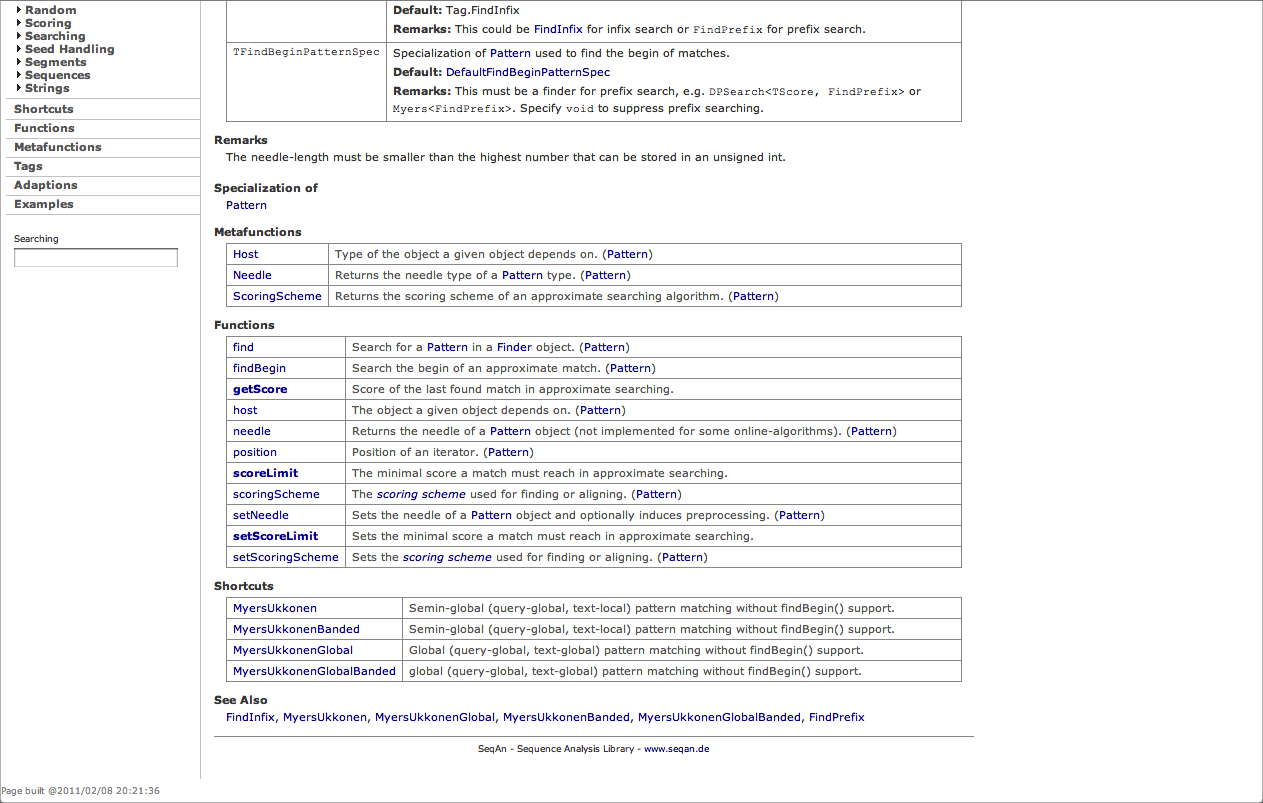 Random
Scoring
Searching
Seed Handling
Segments
Sequences
Strings
Shortcuts
Functions
Metafunctions
Tags
Adaptions
Examples
Searching
Default: Tag.FindInfix
Remarks: This could be FindInfix for infix search or FindPrefix for prefix search.
TFindBeginPatternSpec Specialization of Pattern used to find the begin of matches.
Default: DefaultFindBeginPatternSpec
Remarks: This must be a finder for prefix search, e.g. DPSearch<TScore, FindPrefix> or
Myers<FindPrefix>. Specify void to suppress prefix searching.
Remarks
The needle-length must be smaller than the highest number that can be stored in an unsigned int.
Specialization of
Pattern
Metafunctions
Host Type of the object a given object depends on. (Pattern)
Needle Returns the needle type of a Pattern type. (Pattern)
ScoringScheme Returns the scoring scheme of an approximate searching algorithm. (Pattern)
Functions
find Search for a Pattern in a Finder object. (Pattern)
findBegin Search the begin of an approximate match. (Pattern)
getScore Score of the last found match in approximate searching.
host The object a given object depends on. (Pattern)
needle Returns the needle of a Pattern object (not implemented for some online-algorithms). (Pattern)
position Position of an iterator. (Pattern)
scoreLimit The minimal score a match must reach in approximate searching.
scoringScheme The scoring scheme used for finding or aligning. (Pattern)
setNeedle Sets the needle of a Pattern object and optionally induces preprocessing. (Pattern)
setScoreLimit Sets the minimal score a match must reach in approximate searching.
setScoringScheme Sets the scoring scheme used for finding or aligning. (Pattern)
Shortcuts
MyersUkkonen Semin-global (query-global, text-local) pattern matching without findBegin() support.
MyersUkkonenBanded Semin-global (query-global, text-local) pattern matching without findBegin() support.
MyersUkkonenGlobal Global (query-global, text-global) pattern matching without findBegin() support.
MyersUkkonenGlobalBanded global (query-global, text-global) pattern matching without findBegin() support.
See Also
FindInfix, MyersUkkonen, MyersUkkonenGlobal, MyersUkkonenBanded, MyersUkkonenGlobalBanded, FindPrefix
SeqAn - Sequence Analysis Library - www.seqan.de
Page built @2011/02/08 20:21:36